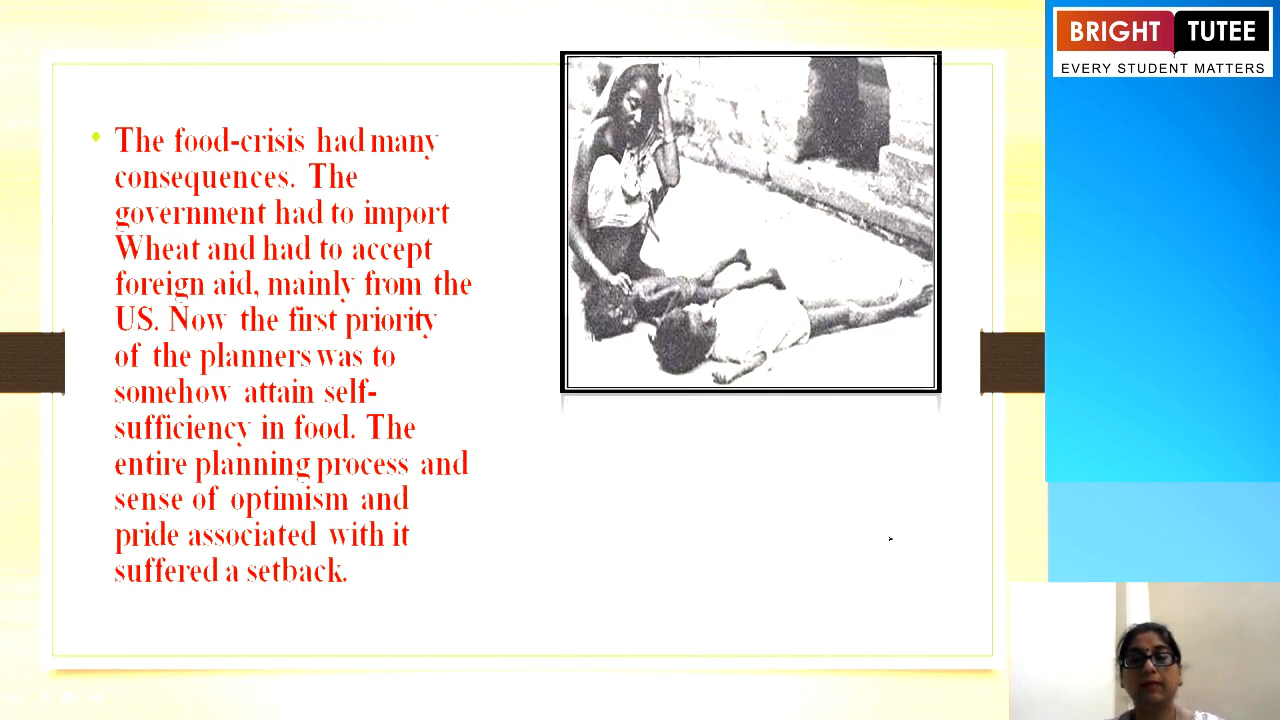 The food-crisis had many
consequences. The
government had to import
Wheat and had to accept
foreign aid, mainly from the
US. Now the first priority
of the planners was to
somehow attain self-
sufficiency in food. The
entire planning process and
sense of optimism and
pride associated with it
suffered a setback.
BRIGHT TUTEE
EVERY STUDENT MATTERS